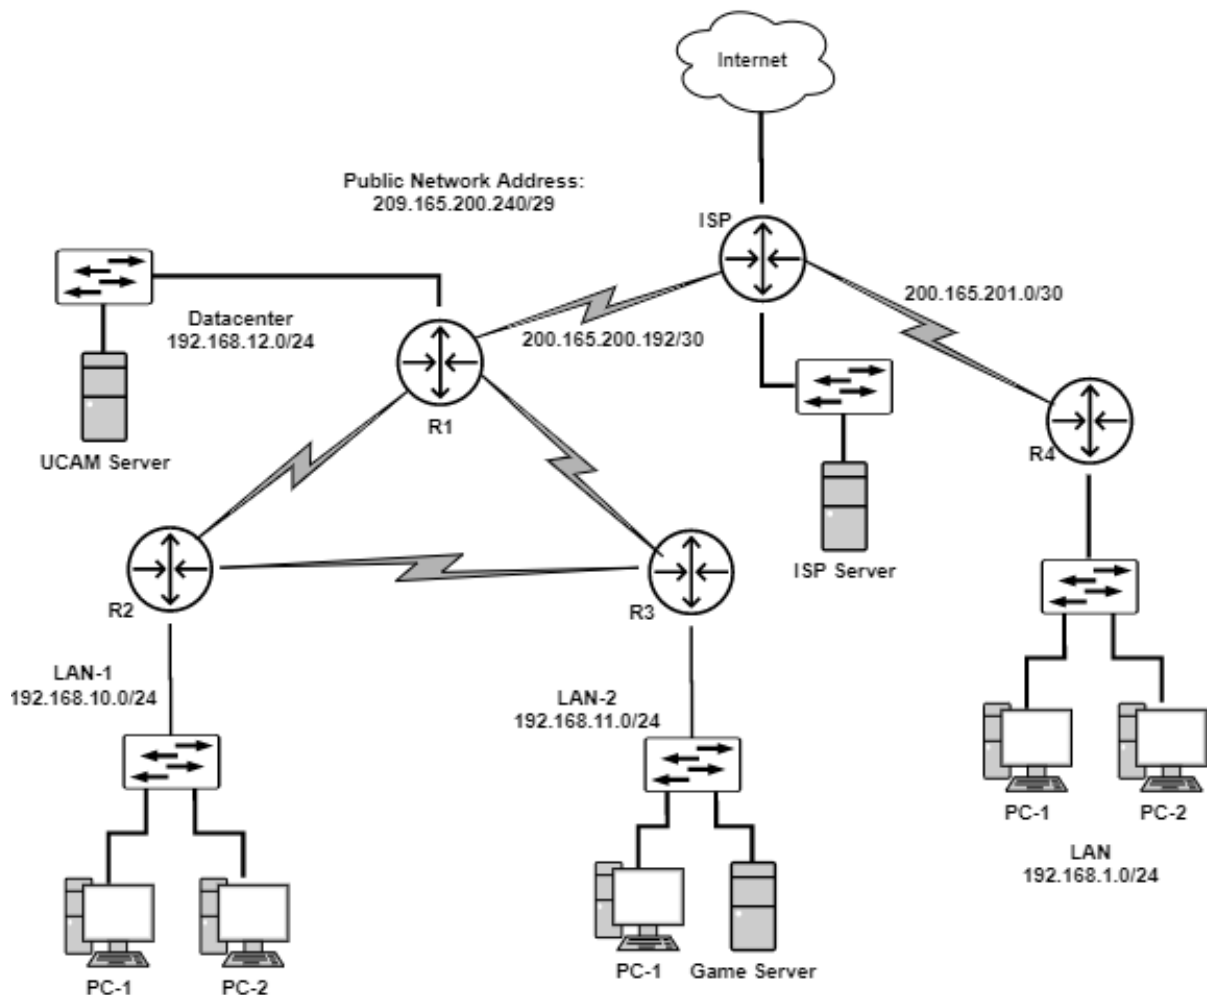 Internet
Public Network Address:
209.165.200.240/29
ISP
200.165.201.0/30
Datacenter
192.168.12.0/24
200.165.200.192/30
R1
R4
UCAM Server
ISP Server
R2
R3
LAN-1
192.168.10.0/24
LAN-2
192.168.11.0/24
PC-1
PC-2
LAN
192.168.1.0/24
PC-1
Game Server
PC-1
PC-2